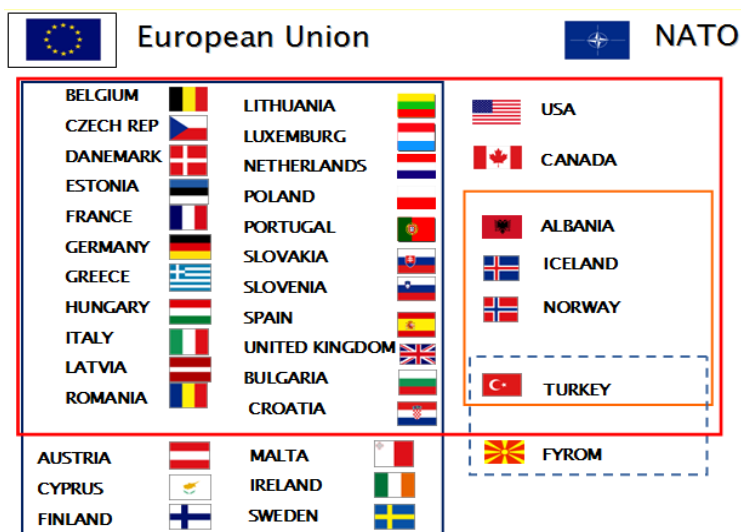 European Union
NATO
BELGIUM
CZECH REP
DANEMARK
ESTONIA
FRANCE
GERMANY
GREECE
HUNGARY
ITALY
LATVIA
ROMANIA
LITHUANIA
LUXEMBURG
NETHERLANDS
POLAND
PORTUGAL
SLOVAKIA
SLOVENIA
SPAIN
UNITED KINGDOM
BULGARIA
CROATIA
USA
CANADA
ALBANIA
ICELAND
NORWAY
TURKEY
FYROM
AUSTRIA
CYPRUS
FINLAND
MALTA
IRELAND
SWEDEN